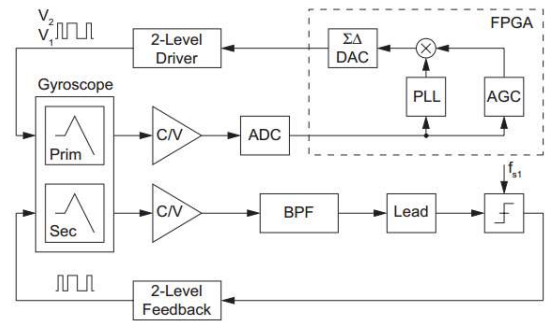 V2
V1
2-Level
Driver
ΣΔ
DAC
FPGA
Gyroscope
PLL
AGC
Prim
C/V
ADC
fs1
Sec
C/V
BPF
Lead
2-Level
Feedback